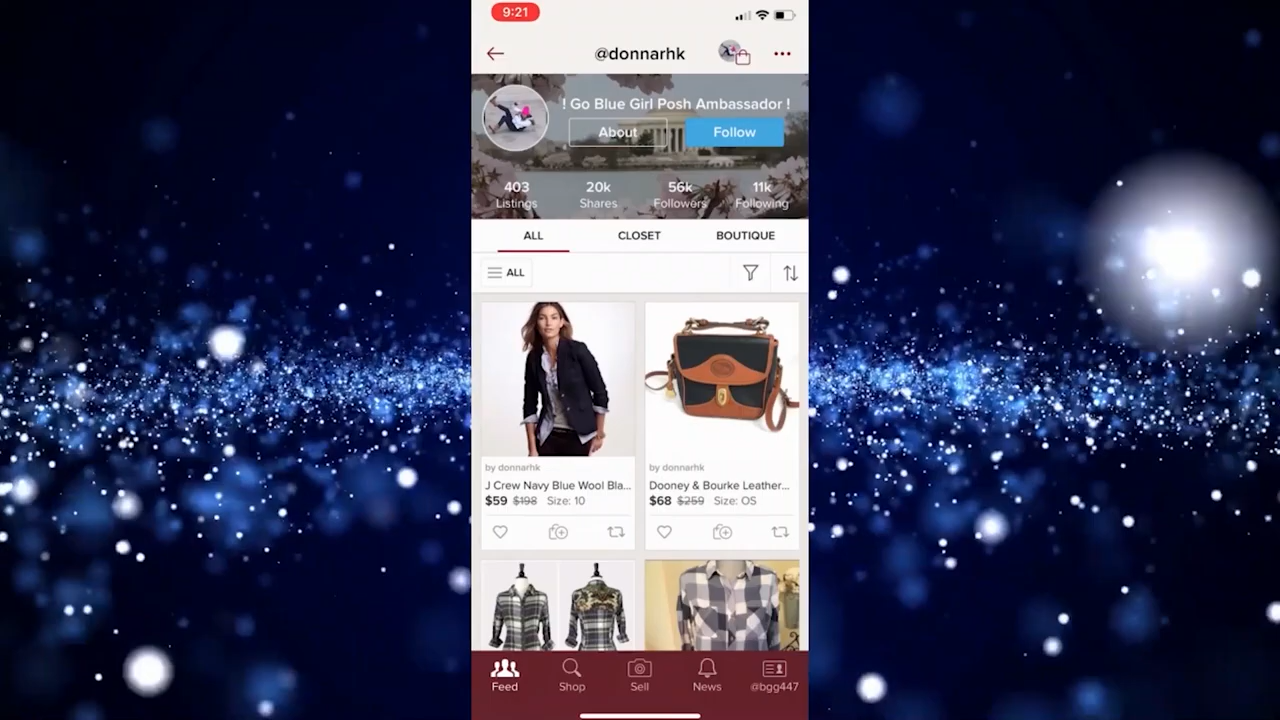 9:21
@donnarhk
! Go Blue Girl Posh Ambassador !
About Follow
403 20k 56k 11k
Listings Shares Followers Following
ALL CLOSET BOUTIQUE
ALL
by donnarhk by donnarhk
J Crew Navy Blue Wool Bla... Dooney & Bourke Leather...
$59 $198 Size: 10 $68 $259 Size: OS
Feed Shop Sell News @bgg447